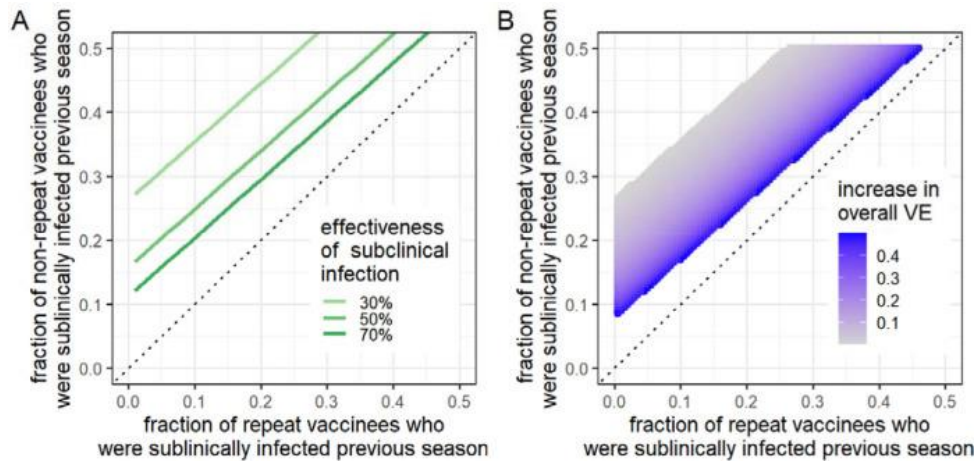 A
fraction of non-repeat vaccinees who
were sublinically infected previous season
0.5
0.4
0.3
0.2
0.1
0.0
0.0 0.1 0.2 0.3 0.4 0.5
fraction of repeat vaccinees who
were sublinically infected previous season
effectiveness
of subclinical
infection
30%
50%
70%
B
fraction of non-repeat vaccinees who
were sublinically infected previous season
0.5
0.4
0.3
0.2
0.1
0.0
0.0 0.1 0.2 0.3 0.4 0.5
fraction of repeat vaccinees who
were sublinically infected previous season
increase in
overall VE
0.4
0.3
0.2
0.1